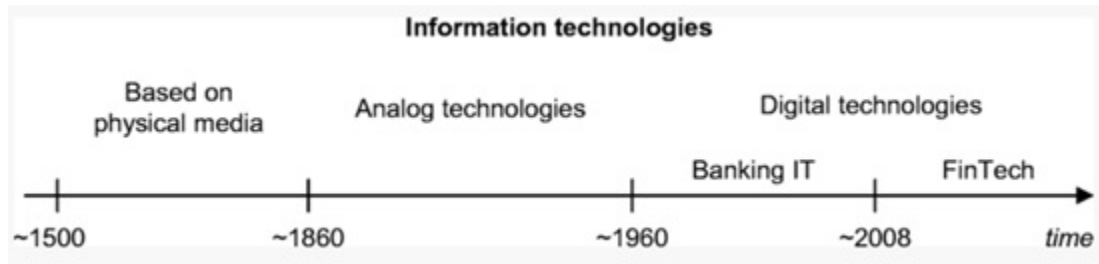 Information technologies
Based on
physical media
Analog technologies
Digital technologies
Banking IT
FinTech
~1500
~1860
~1960
~2008
time